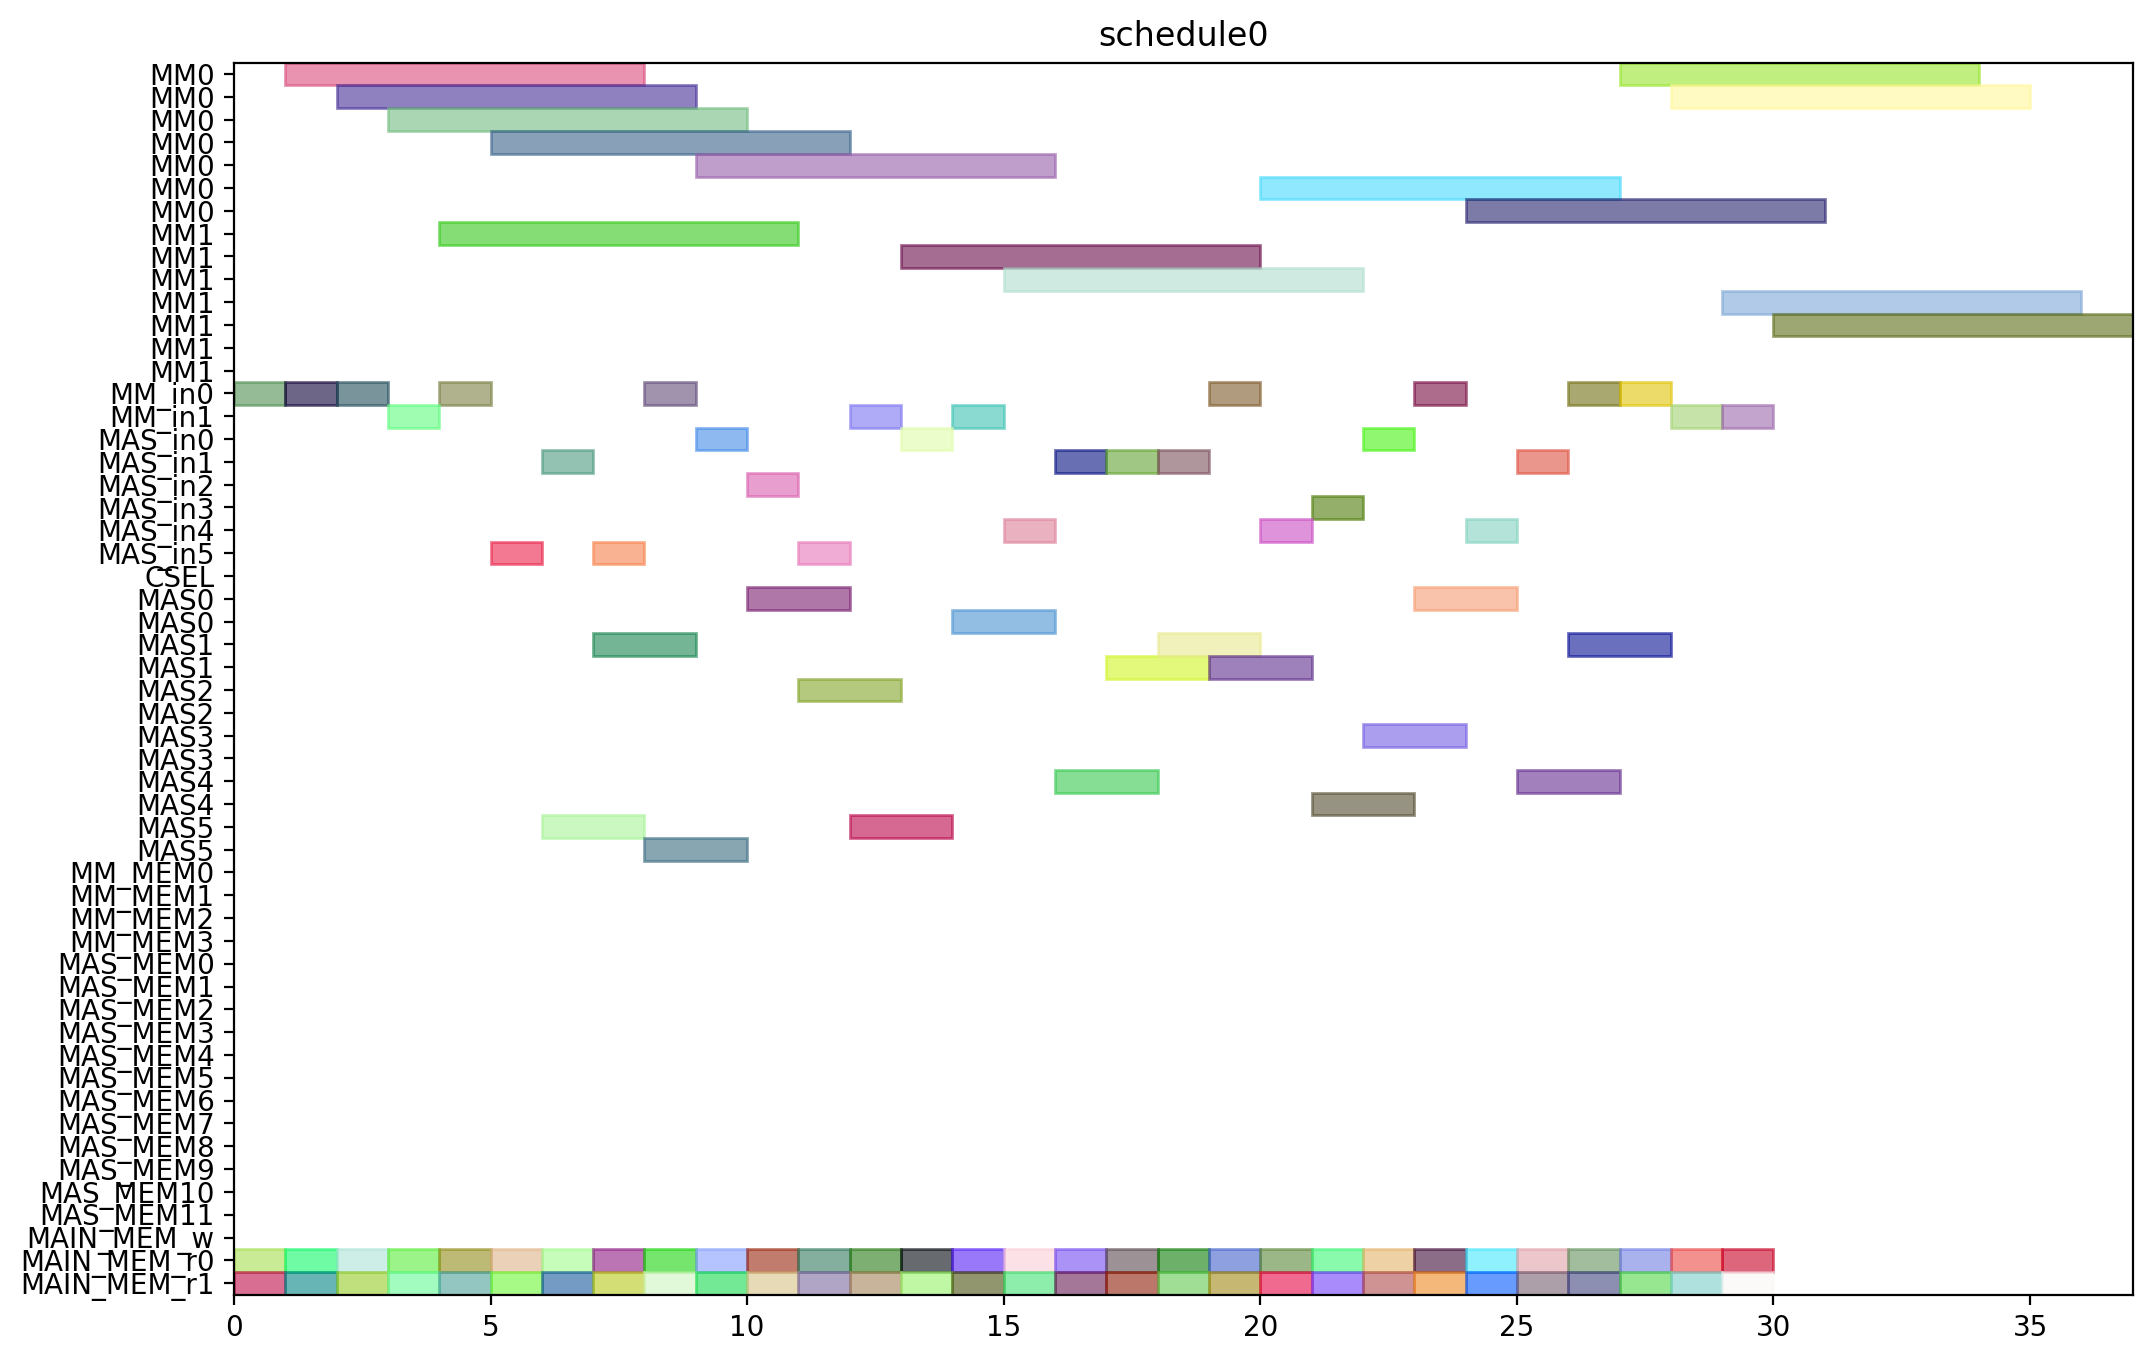 schedule0
MM0
MM0
MM0
MM0
MM0
MM0
MM0
MM1
MM1
MM1
MM1
MM1
MM1
MM1
MM_in0
MM_in1
MAS_in0
MAS_in1
MAS_in2
MAS_in3
MAS_in4
MAS_in5
CSEL
MAS0
MAS0
MAS1
MAS1
MAS2
MAS2
MAS3
MAS3
MAS4
MAS4
MAS5
MAS5
MM_MEM0
MM_MEM1
MM_MEM2
MM_MEM3
MAS_MEM0
MAS_MEM1
MAS_MEM2
MAS_MEM3
MAS_MEM4
MAS_MEM5
MAS_MEM6
MAS_MEM7
MAS_MEM8
MAS_MEM9
MAS_MEM10
MAS_MEM11
MAIN_MEM_w
MAIN_MEM_r0
MAIN_MEM_r1
0 5 10 15 20 25 30 35